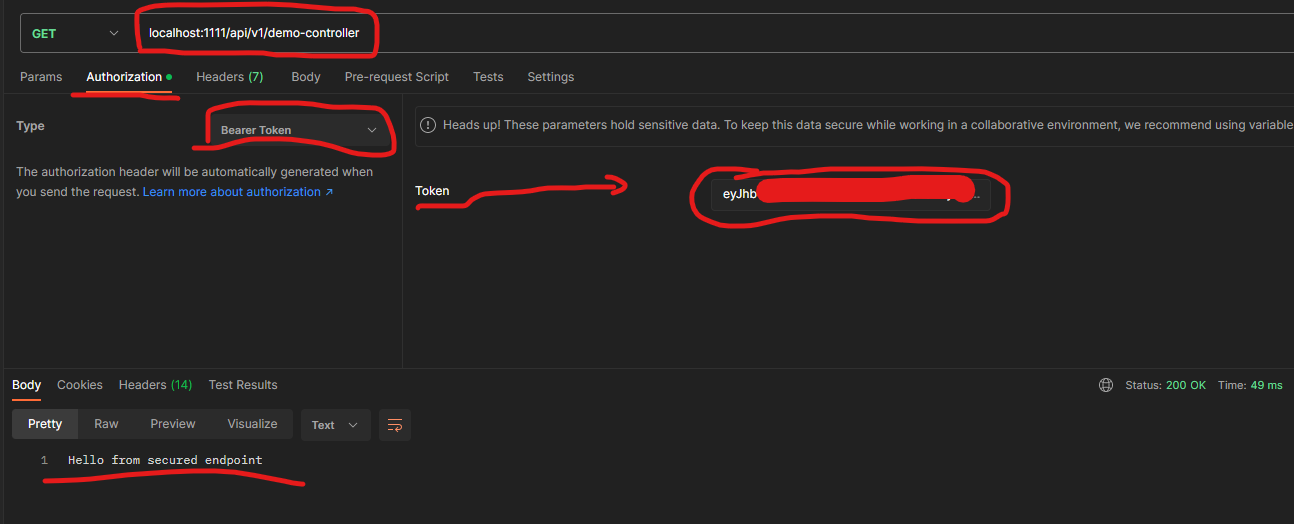 GET localhost:1111/api/v1/demo-controller
Params Authorization Headers (7) Body Pre-request Script Tests Settings
Type
Bearer Token
The authorization header will be automatically generated when
you send the request. Learn more about authorization ↗
Heads up! These parameters hold sensitive data. To keep this data secure while working in a collaborative environment, we recommend using variable
Token
eyJhb
Body Cookies Headers (14) Test Results
Status: 200 OK Time: 49 ms
Pretty Raw Preview Visualize Text
1 Hello from secured endpoint